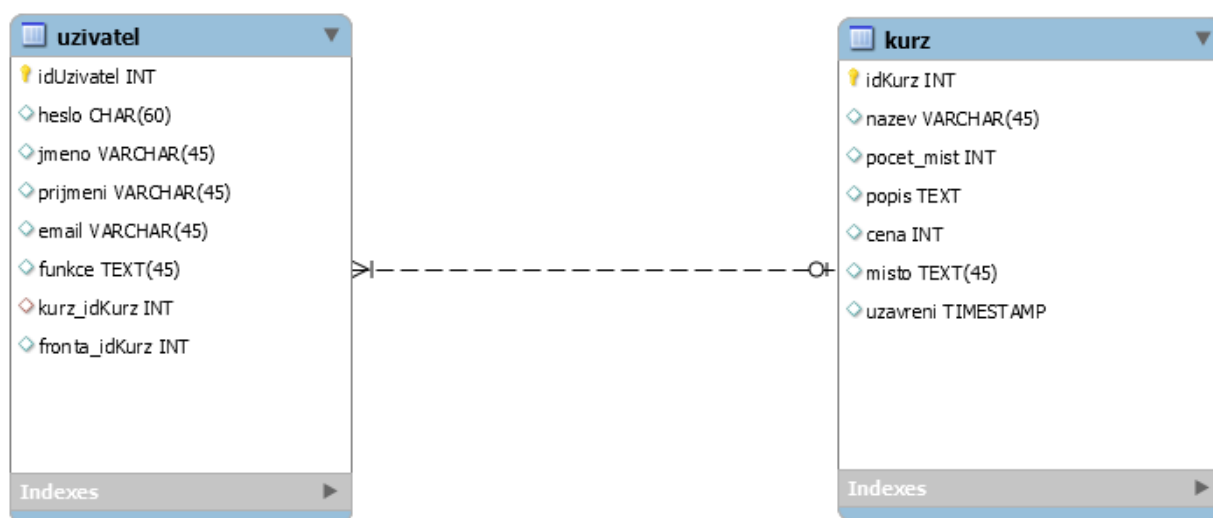 uzivatel
idUzivatel INT
heslo CHAR(60)
jmeno VARCHAR(45)
prijmeni VARCHAR(45)
email VARCHAR(45)
funkce TEXT(45)
kurz_idKurz INT
fronta_idKurz INT
Indexes
kurz
idKurz INT
nazev VARCHAR(45)
pocet_mist INT
popis TEXT
cena INT
misto TEXT(45)
uzavreni TIMESTAMP
Indexes